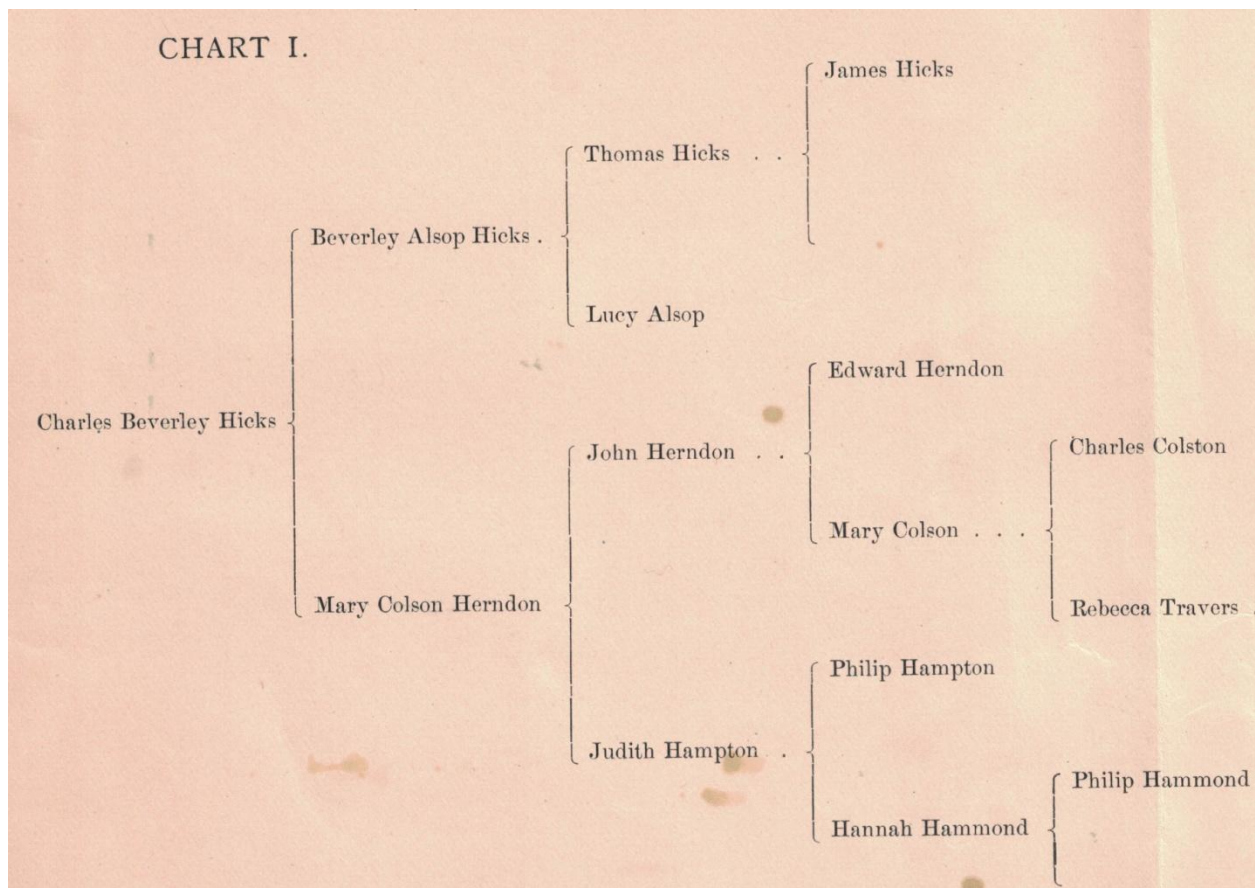 CHART I.
James Hicks
Thomas Hicks . .
Beverley Alsop Hicks .
Lucy Alsop
Edward Herndon
Charles Beverley Hicks
John Herndon . .
Charles Colston
Mary Colson . . .
Mary Colson Herndon
Rebecca Travers .
Philip Hampton
Judith Hampton .
Philip Hammond
Hannah Hammond